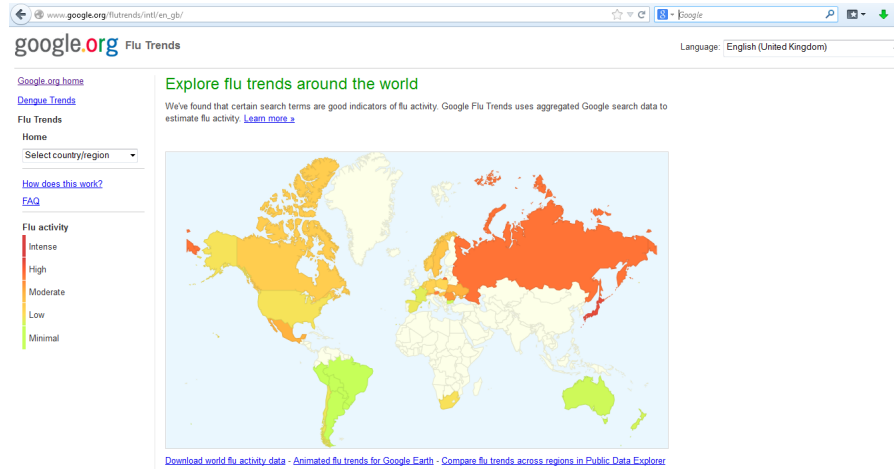 www.google.org/flutrends/intl/en_gb/
Google
google.org Flu Trends
Language: English (United Kingdom)
Google.org home
Dengue Trends
Flu Trends
Home
Select country/region
How does this work?
FAQ
Flu activity
Intense
High
Moderate
Low
Minimal
Explore flu trends around the world
We've found that certain search terms are good indicators of flu activity. Google Flu Trends uses aggregated Google search data to
estimate flu activity. Learn more »
Download world flu activity data - Animated flu trends for Google Earth - Compare flu trends across regions in Public Data Explorer